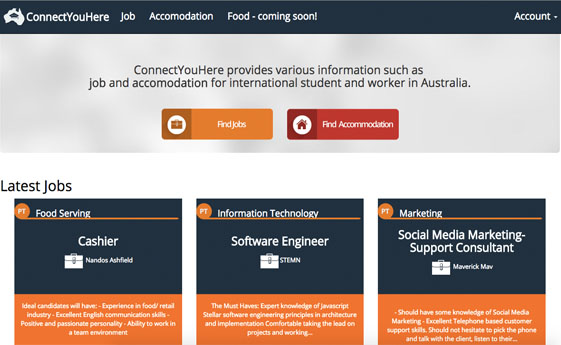 ConnectYouHere Job Accomodation Food - coming soon! Account
ConnectYouHere provides various information such as
job and accomodation for international student and worker in Australia.
Find Jobs Find Accommodation
Latest Jobs
PT Food Serving
Cashier
Nandos Ashfield
Ideal candidates will have: - Experience in food/ retail
industry - Excellent English communication skills -
Positive and passionate personality - Ability to work in
a team environment
PT Information Technology
Software Engineer
STEMN
The Must Haves: Expert knowledge of Javascript
Stellar software engineering principles in architecture
and implementation Comfortable taking the lead on
projects and working...
PT Marketing
Social Media Marketing-
Support Consultant
Maverick Mav
- Should have some knowledge of Social Media
Marketing - Excellent Telephone based customer
support skills. Should not hesitate to pick the phone
and talk with the client, listen to their...